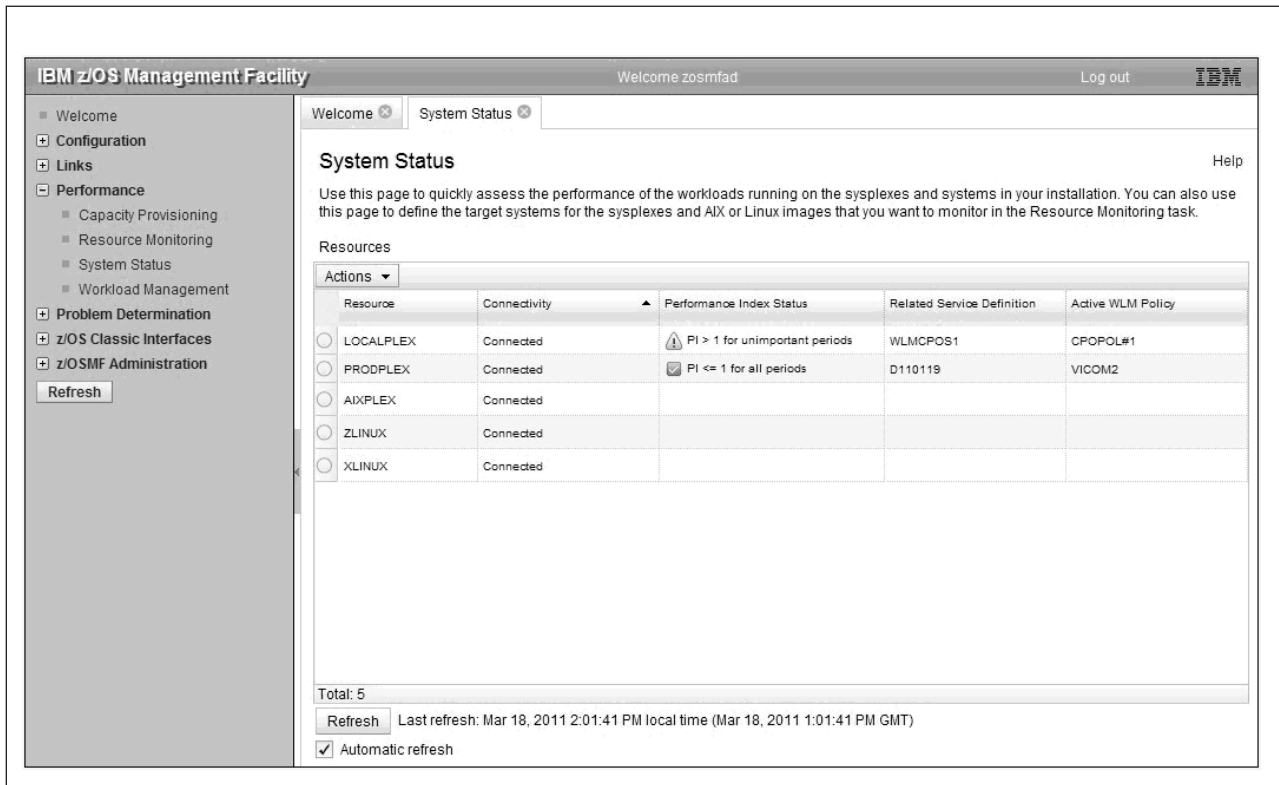 IBM z/OS Management Facility
Welcome zosmfad
Log out
IBM
Welcome
Configuration
Links
Performance
Capacity Provisioning
Resource Monitoring
System Status
Workload Management
Problem Determination
z/OS Classic Interfaces
z/OSMF Administration
Refresh
Welcome
System Status
System Status
Help
Use this page to quickly assess the performance of the workloads running on the sysplexes and systems in your installation. You can also use
this page to define the target systems for the sysplexes and AIX or Linux images that you want to monitor in the Resource Monitoring task.
Resources
Actions
Resource Connectivity Performance Index Status Related Service Definition Active WLM Policy
LOCALPLEX Connected PI > 1 for unimportant periods WLMCPOS1 CPOPOL#1
PRODPLEX Connected PI <= 1 for all periods D110119 VICOM2
AIXPLEX Connected
ZLINUX Connected
XLINUX Connected
Total: 5
Refresh Last refresh: Mar 18, 2011 2:01:41 PM local time (Mar 18, 2011 1:01:41 PM GMT)
Automatic refresh